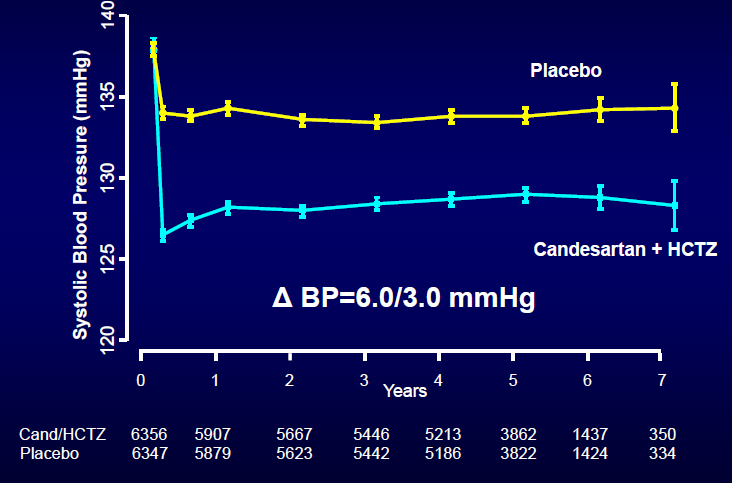 Systolic Blood Pressure (mmHg)
140
135
130
125
120
Placebo
Candesartan + HCTZ
Δ BP=6.0/3.0 mmHg
0 1 2 3 4 5 6 7
Years
Cand/HCTZ 6356 5907 5667 5446 5213 3862 1437 350
Placebo 6347 5879 5623 5442 5186 3822 1424 334